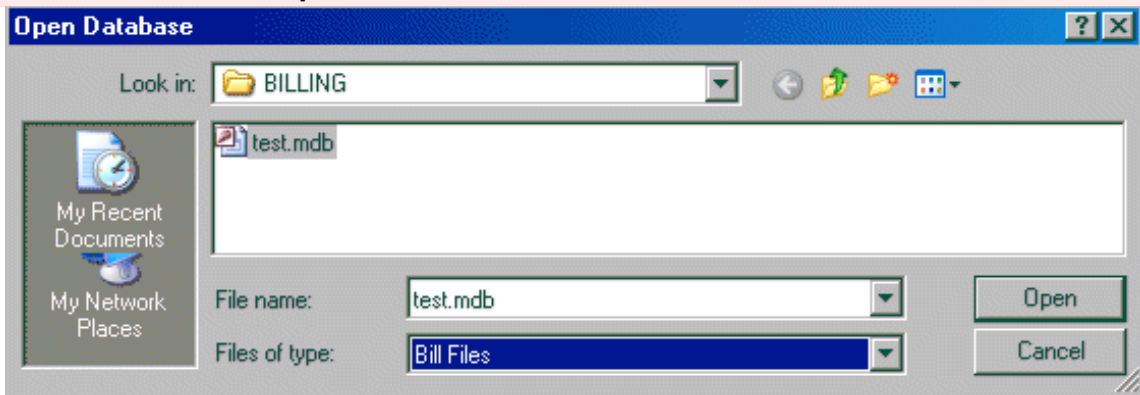 Open Database
Look in: BILLING
test.mdb
My Recent
Documents
My Network
Places
File name: test.mdb
Open
Files of type: Bill Files
Cancel